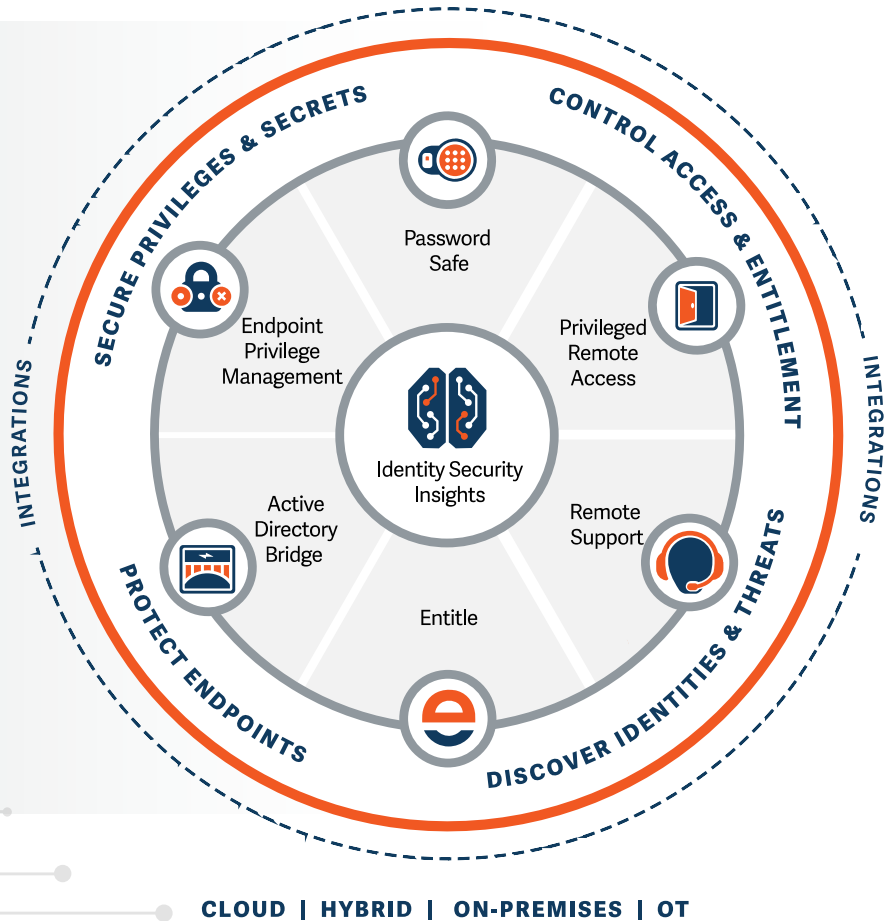 SECURE PRIVILEGES & SECRETS
CONTROL ACCESS & ENTITLEMENT
Password
Safe
Endpoint
Privilege
Management
Privileged
Remote
Access
INTEGRATIONS
INTEGRATIONS
Identity Security
Insights
Active
Directory
Bridge
Remote
Support
Entitle
PROTECT ENDPOINTS
DISCOVER IDENTITIES & THREATS
CLOUD | HYBRID | ON-PREMISES | OT